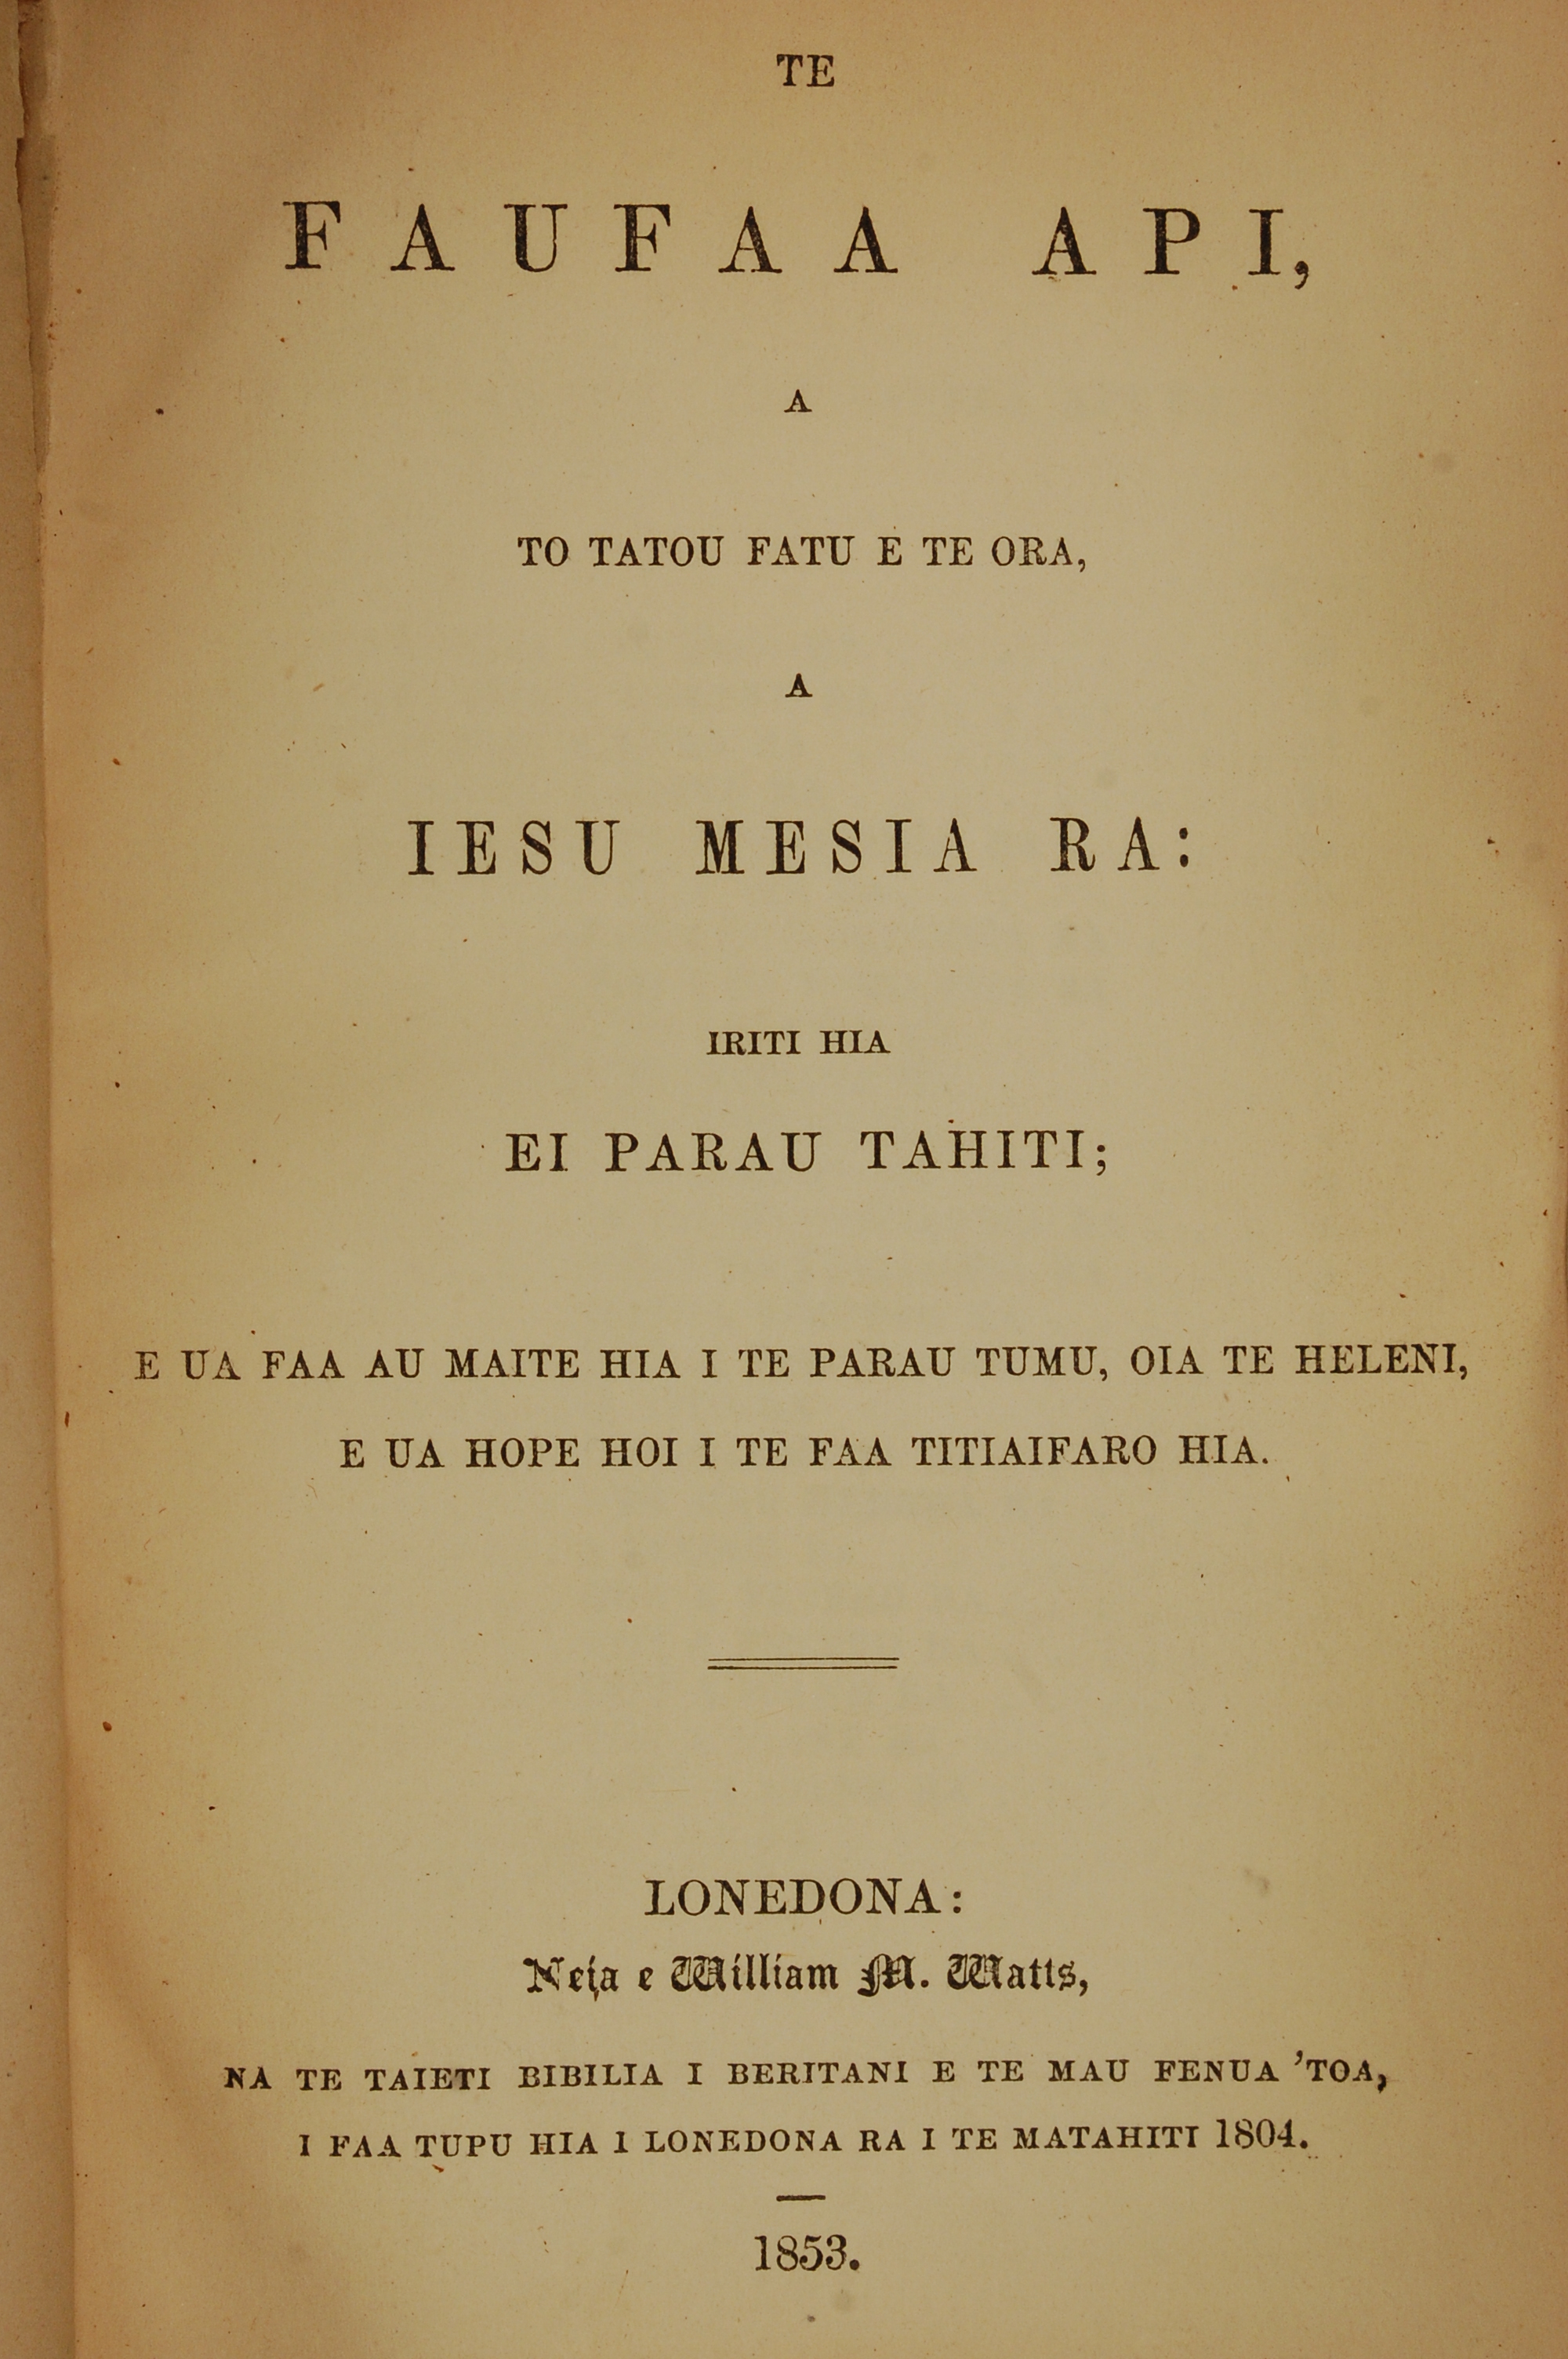 TE
FAUFAA API,
A
TO TATOU FATU E TE ORA,
A
IESU MESIA RA:
IRITI HIA
EI PARAU TAHITI;
E UA FAA AU MAITE HIA I TE PARAU TUMU, OIA TE HELENI,
E UA HOPE HOI I TE FAA TITIAIFARO HIA.
LONEDONA:
Neia e William M. Watts,
NA TE TAIETI BIBILIA I BERITANI E TE MAU FENUA 'TOA,
I FAA TUPU HIA I LONEDONA RA I TE MATAHITI 1804.
1853.